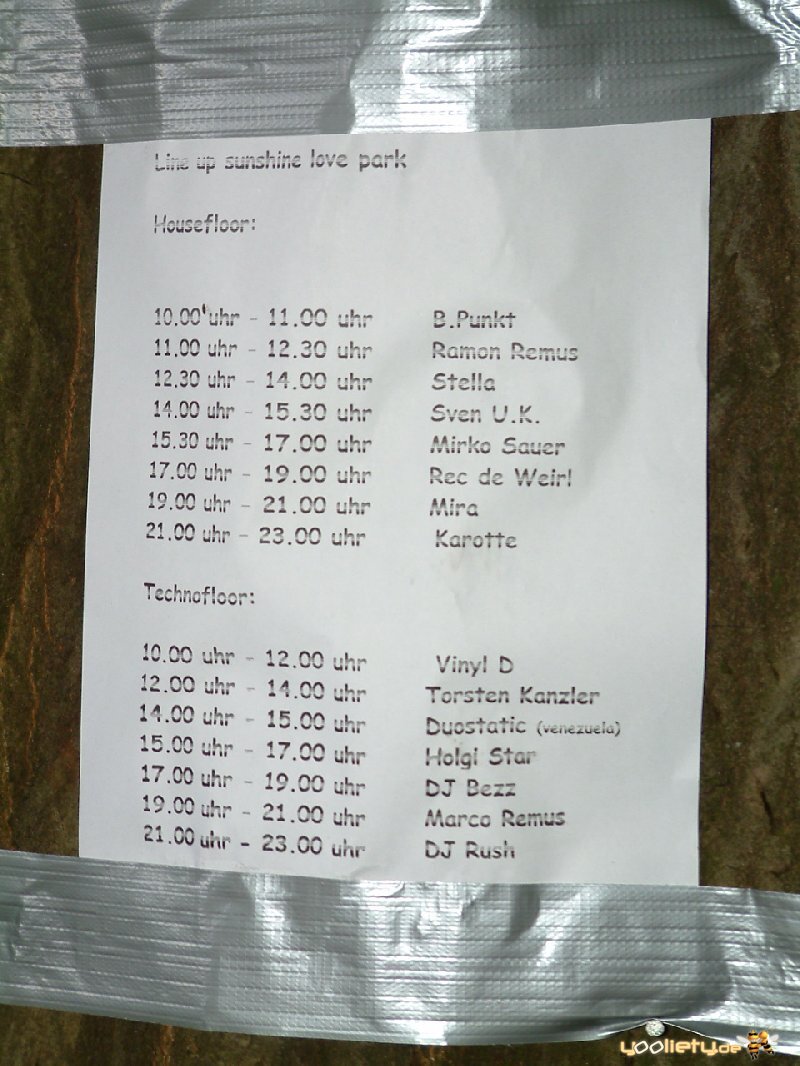 Line up sunshine love park
Housefloor:
10.00 uhr - 11.00 uhr B.Punkt
11.00 uhr - 12.30 uhr Ramon Remus
12.30 uhr - 14.00 uhr Stella
14.00 uhr - 15.30 uhr Sven U.K.
15.30 uhr - 17.00 uhr Mirko Sauer
17.00 uhr - 19.00 uhr Rec de Weirl
19.00 uhr - 21.00 uhr Mira
21.00 uhr - 23.00 uhr Karotte
Technofloor:
10.00 uhr - 12.00 uhr Vinyl D
12.00 uhr - 14.00 uhr Torsten Kanzler
14.00 uhr - 15.00 uhr Duostatic (venezuela)
15.00 uhr - 17.00 uhr Holgi Star
17.00 uhr - 19.00 uhr DJ Bezz
19.00 uhr - 21.00 uhr Marco Remus
21.00 uhr - 23.00 uhr DJ Rush
yooliety.de